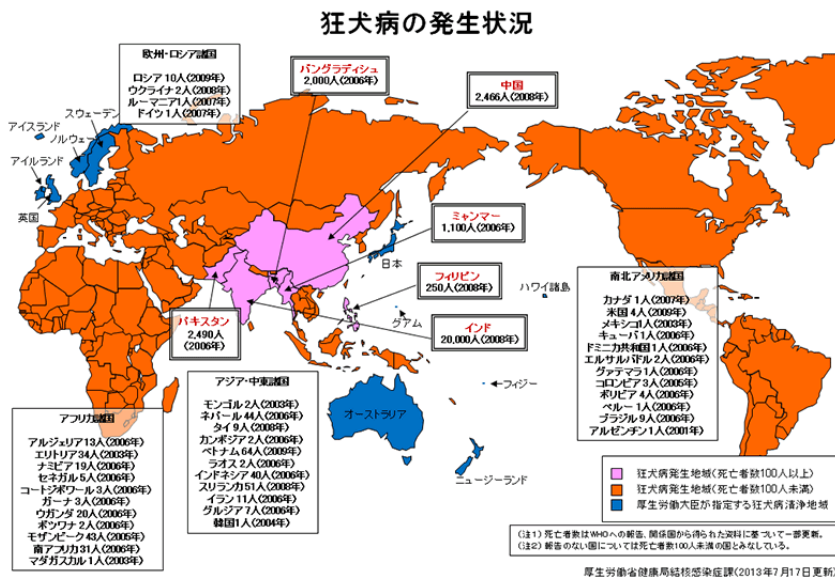 狂犬病の発生状況
欧州・ロシア諸国
ロシア 10人(2009年)
ウクライナ 2人(2008年)
ルーマニア1人(2007年)
ドイツ 1人(2007年)
バングラディシュ
2,000人(2006年)
中国
2,466人(2008年)
スウェーデン
アイスランド
ノルウェー
アイルランド
英国
ミャンマー
1,100人(2006年)
日本
フィリピン
250人(2008年)
グアム
ハワイ諸島
パキスタン
2,490人
(2006年)
インド
20,000人(2008年)
フィジー
オーストラリア
ニュージーランド
南北アメリカ諸国
カナダ 1人(2007年)
米国 4人(2009年)
メキシコ1人(2003年)
キューバ 1人(2006年)
ドミニカ共和国 1人(2006年)
エルサルバドル 2人(2006年)
グァテマラ 1人(2006年)
コロンビア 3人(2005年)
ボリビア 4人(2006年)
ペルー 1人(2006年)
ブラジル 9人(2006年)
アルゼンチン 1人(2001年)
アジア・中東諸国
モンゴル 2人(2003年)
ネパール 44人(2006年)
タイ 9人(2008年)
カンボジア 2人(2006年)
ベトナム 64人(2009年)
ラオス 2人(2006年)
インドネシア 40人(2006年)
スリランカ51人(2008年)
イラン 11人(2006年)
グルジア 7人(2006年)
韓国1人(2004年)
アフリカ諸国
アルジェリア 13人(2006年)
エリトリア 34人(2003年)
ナミビア 19人(2006年)
セネガル 5人(2006年)
コートジボワール 3人(2006年)
ガーナ 3人(2006年)
ウガンダ 20人(2006年)
ボツワナ 2人(2006年)
モザンビーク 43人(2005年)
南アフリカ31人(2006年)
マダガスカル 1人(2003年)
狂犬病発生地域(死亡者数100人以上)
狂犬病発生地域(死亡者数100人未満)
厚生労働大臣が指定する狂犬病清浄地域
(注1) 死亡者数はWHOへの報告、関係国から得られた資料に基づいて一部更新。
(注2) 報告のない国については死亡者数100人未満の国とみなしている。
厚生労働省健康局結核感染症課(2013年7月17日更新)